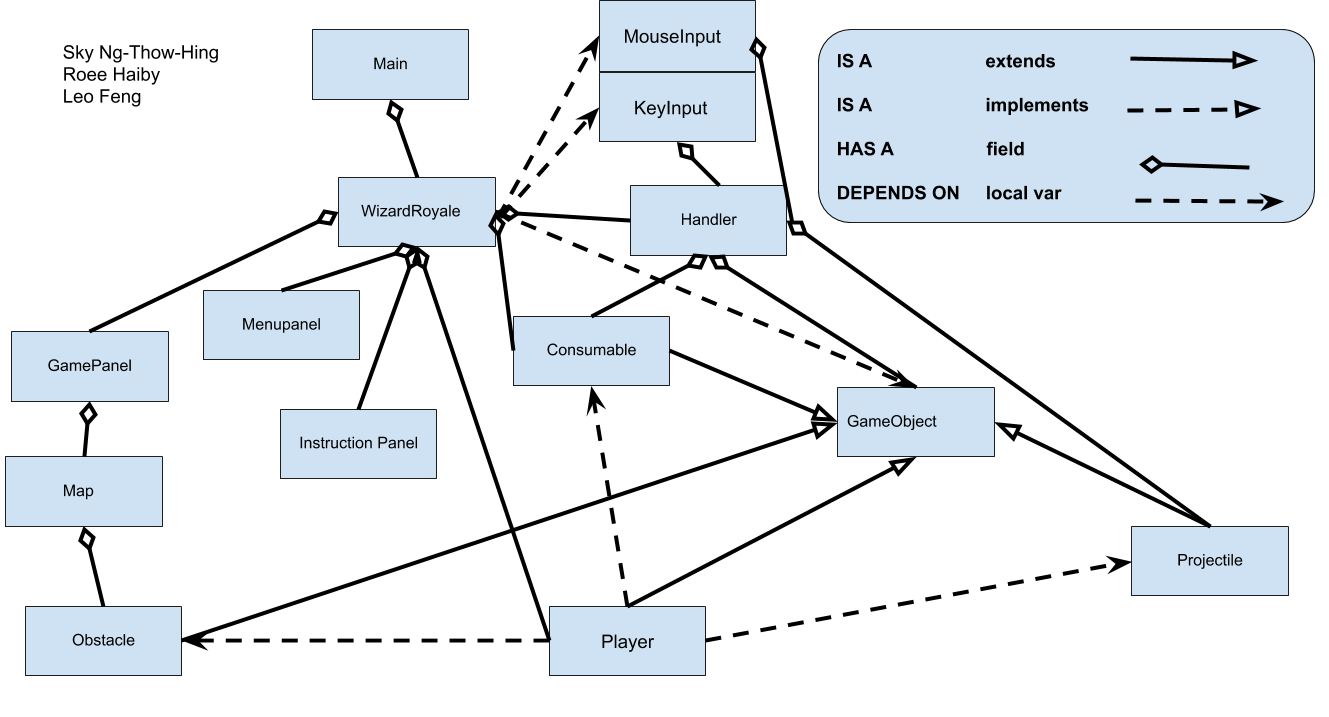 Sky Ng-Thow-Hing
Roee Haiby
Leo Feng
Main
MouseInput
KeyInput
IS A extends
IS A implements
HAS A field
DEPENDS ON local var
WizardRoyale
Handler
Menupanel
GamePanel
Consumable
Instruction Panel
GameObject
Map
Projectile
Obstacle
Player